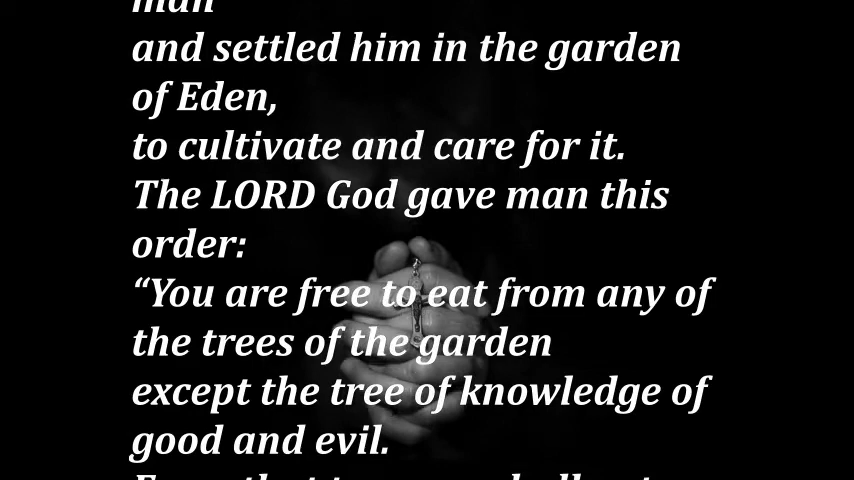 man
and settled him in the garden
of Eden,
to cultivate and care for it.
The LORD God gave man this
order:
“You are free to eat from any of
the trees of the garden
except the tree of knowledge of
good and evil.